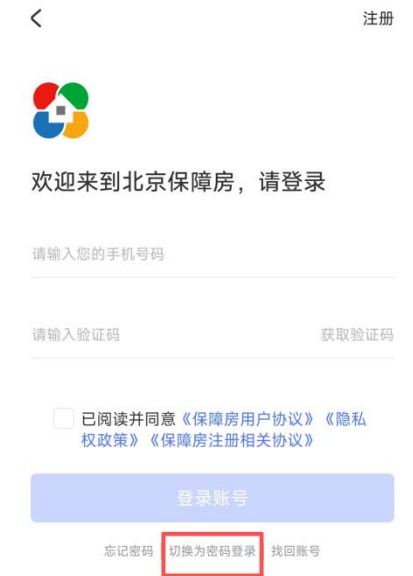 注册
欢迎来到北京保障房，请登录
请输入您的手机号码
请输入验证码 获取验证码
已阅读并同意《保障房用户协议》《隐私
权政策》《保障房注册相关协议》
登录账号
忘记密码 切换为密码登录 找回账号